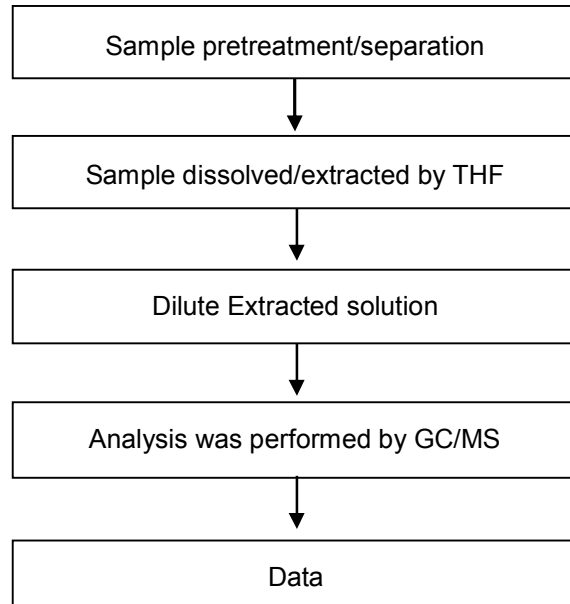 Sample pretreatment/separation
Sample dissolved/extracted by THF
Dilute Extracted solution
Analysis was performed by GC/MS
Data